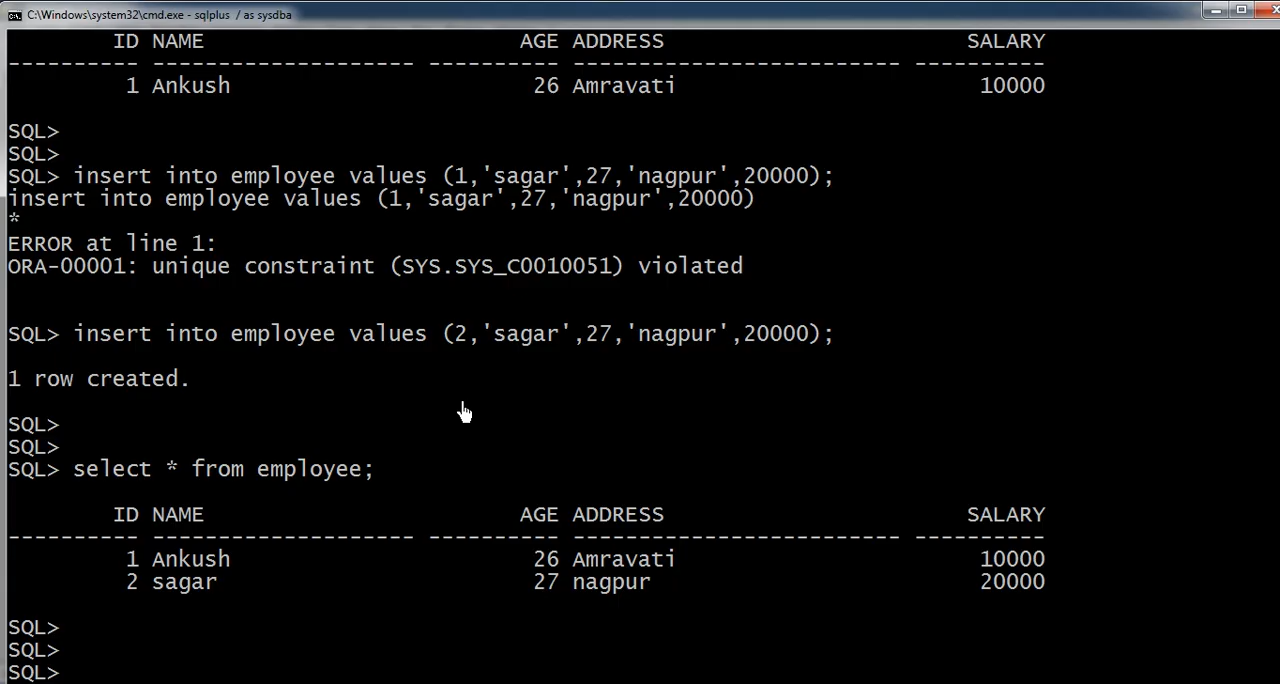 C:\Windows\system32\cmd.exe - sqlplus  / as sysdba
ID NAME AGE ADDRESS SALARY
---------- -------------------- ---------- ------------------------- ----------
1 Ankush 26 Amravati 10000
SQL>
SQL>
SQL> insert into employee values (1,'sagar',27,'nagpur',20000);
insert into employee values (1,'sagar',27,'nagpur',20000)
*
ERROR at line 1:
ORA-00001: unique constraint (SYS.SYS_C0010051) violated
SQL> insert into employee values (2,'sagar',27,'nagpur',20000);
1 row created.
SQL>
SQL>
SQL> select * from employee;
ID NAME AGE ADDRESS SALARY
---------- -------------------- ---------- ------------------------- ----------
1 Ankush 26 Amravati 10000
2 sagar 27 nagpur 20000
SQL>
SQL>
SQL>